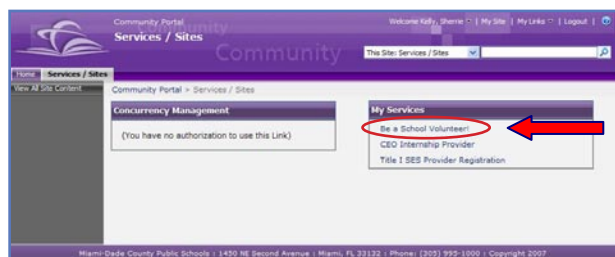 Community Portal
Welcome Kelly, Sherrie | My Site | My Links | Logout |
Services / Sites
Community
This Site: Services / Sites
Home Services / Sites
View All Site Content
Community Portal > Services / Sites
Concurrency Management
(You have no authorization to use this Link)
My Services
Be a School Volunteer!
CEO Internship Provider
Title I SES Provider Registration
Miami-Dade County Public Schools | 1450 NE Second Avenue | Miami, FL 33132 | Phone: (305) 995-1000 | Copyright 2007